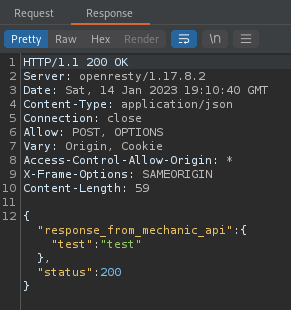 Request Response
Pretty Raw Hex Render \n
1 HTTP/1.1 200 OK
2 Server: openresty/1.17.8.2
3 Date: Sat, 14 Jan 2023 19:10:40 GMT
4 Content-Type: application/json
5 Connection: close
6 Allow: POST, OPTIONS
7 Vary: Origin, Cookie
8 Access-Control-Allow-Origin: *
9 X-Frame-Options: SAMEORIGIN
10 Content-Length: 59
11
12 {
"response_from_mechanic_api":{
"test":"test"
},
"status":200
}